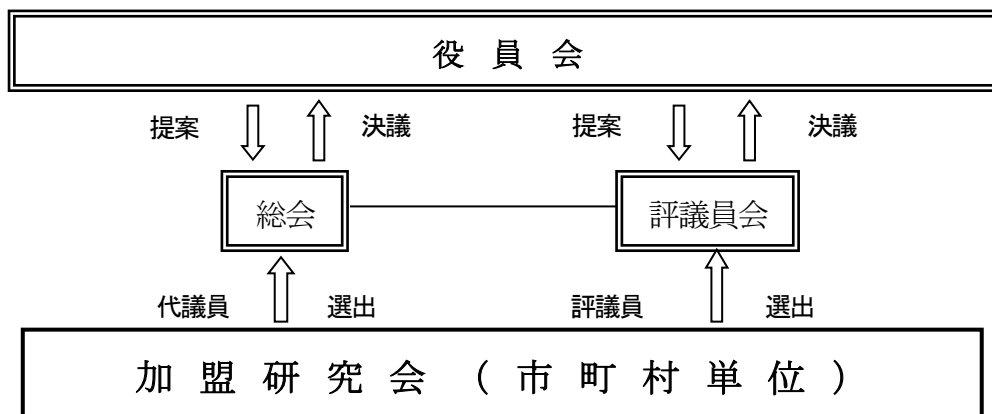 役員会
提案 決議 提案 決議
総会 評議員会
代議員 選出 評議員 選出
加盟研究会(市町村単位)